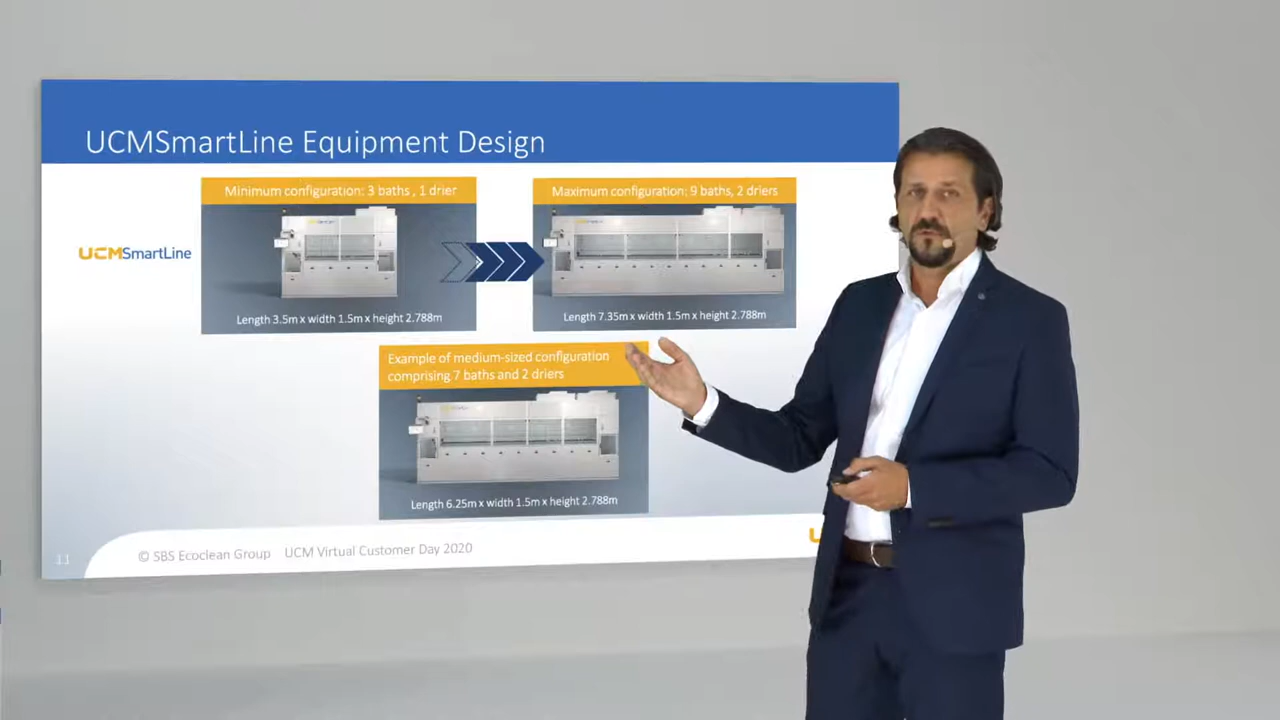 UCMSmartLine Equipment Design
Minimum configuration: 3 baths , 1 drier
Maximum configuration: 9 baths, 2 driers
UCMSmartLine
Length 3.5m x width 1.5m x height 2.788m
Length 7.35m x width 1.5m x height 2.788m
Example of medium-sized configuration
comprising 7 baths and 2 driers
Length 6.25m x width 1.5m x height 2.788m
11
© SBS Ecoclean Group UCM Virtual Customer Day 2020